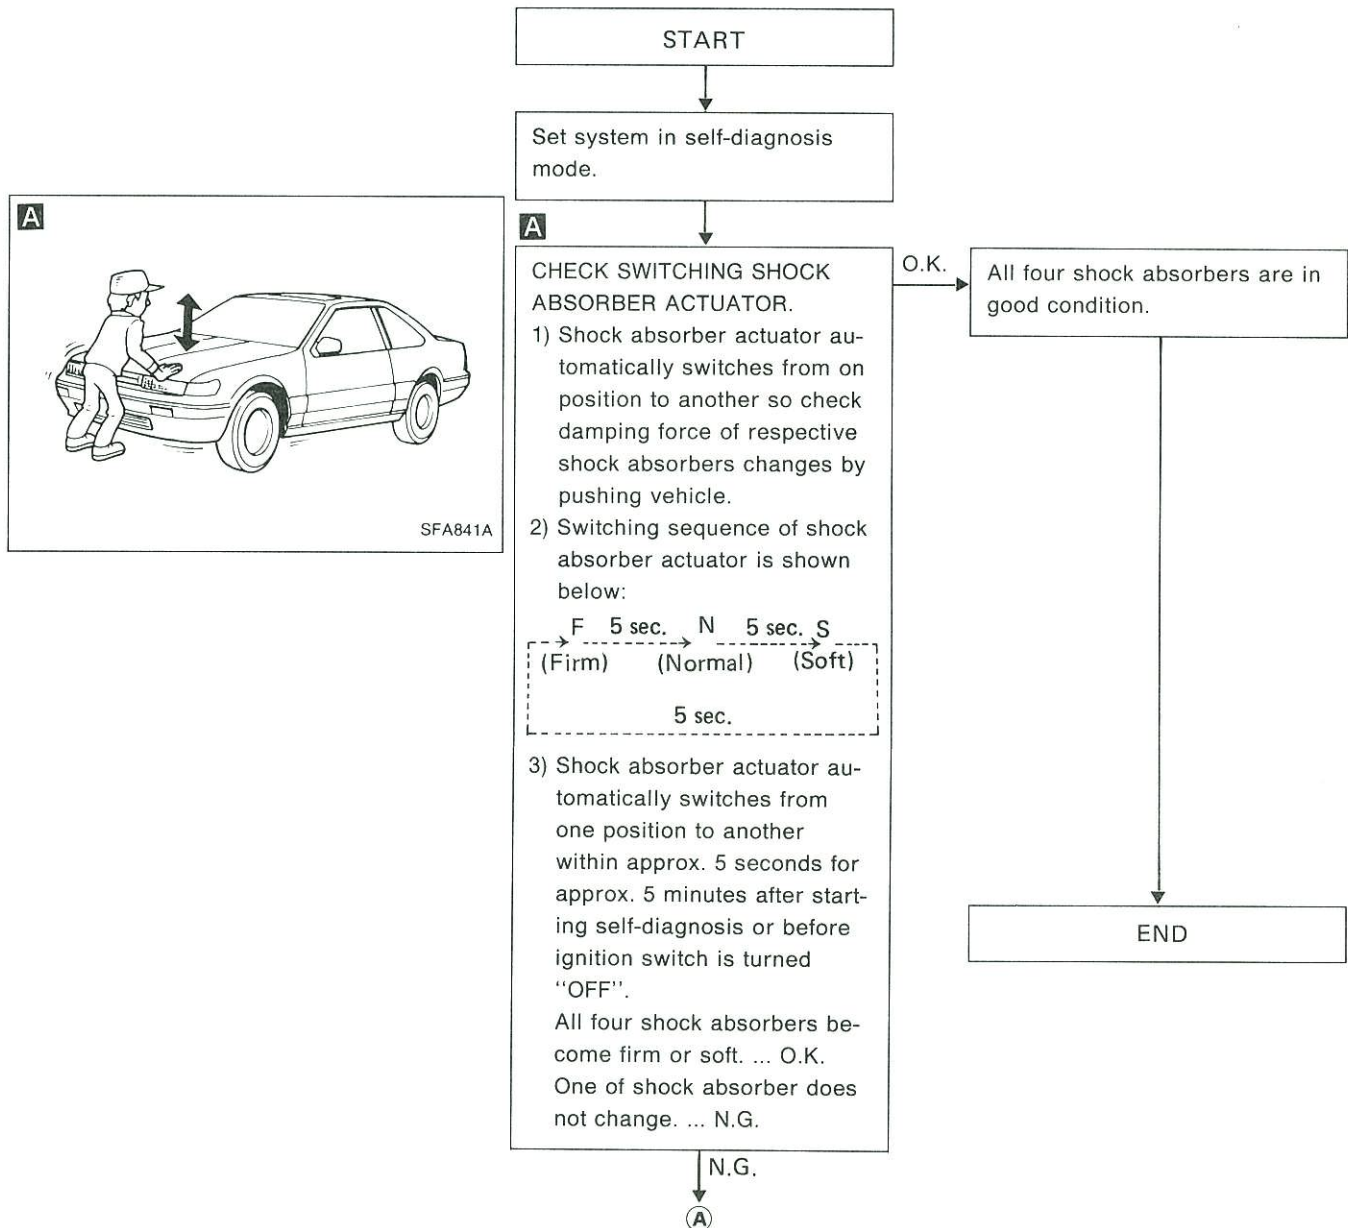 START
Set system in self-diagnosis
mode.
A
SFA841A
A
CHECK SWITCHING SHOCK
ABSORBER ACTUATOR.
1) Shock absorber actuator au-
tomatically switches from on
position to another so check
damping force of respective
shock absorbers changes by
pushing vehicle.
2) Switching sequence of shock
absorber actuator is shown
below:
F 5 sec. N 5 sec. S
(Firm) (Normal) (Soft)
5 sec.
3) Shock absorber actuator au-
tomatically switches from
one position to another
within approx. 5 seconds for
approx. 5 minutes after start-
ing self-diagnosis or before
ignition switch is turned
‘‘OFF’’.
All four shock absorbers be-
come firm or soft. ... O.K.
One of shock absorber does
not change. ... N.G.
O.K.
All four shock absorbers are in
good condition.
END
N.G.
A